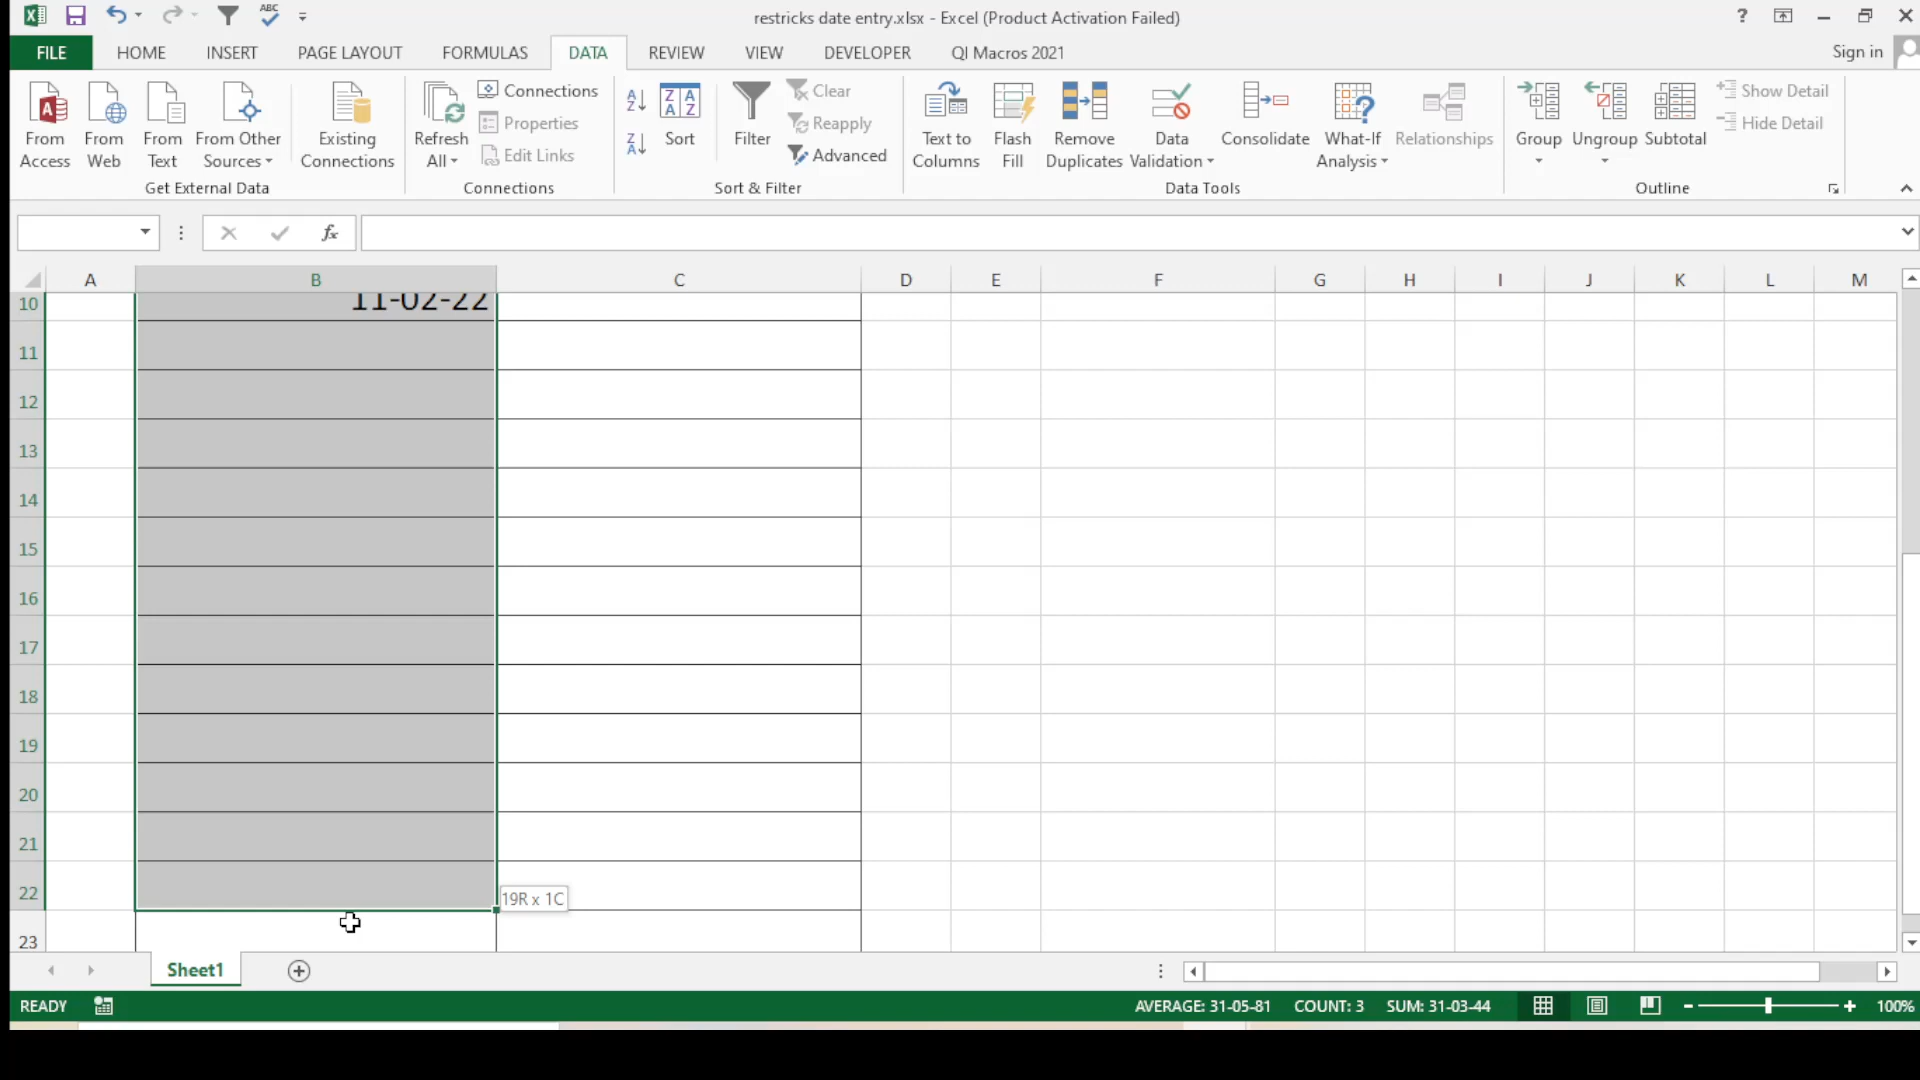 ABC
restricks date entry.xlsx - Excel (Product Activation Failed)
?
FILE HOME INSERT PAGE LAYOUT FORMULAS DATA REVIEW VIEW DEVELOPER QI Macros 2021 Sign in
From Access
From Web
From Text
From Other Sources
Existing Connections
Get External Data
Refresh All
Connections
Properties
Edit Links
Connections
Sort
Filter
Clear
Reapply
Advanced
Sort & Filter
Text to Columns
Flash Fill
Remove Duplicates
Data Validation
Consolidate
What-If Analysis
Relationships
Data Tools
Group
Ungroup
Subtotal
Show Detail
Hide Detail
Outline
fx
A B C D E F G H I J K L M
10 11-02-22
11
12
13
14
15
16
17
18
19
20
21
22
19R x 1C
23
Sheet1
READY AVERAGE: 31-05-81 COUNT: 3 SUM: 31-03-44 100%